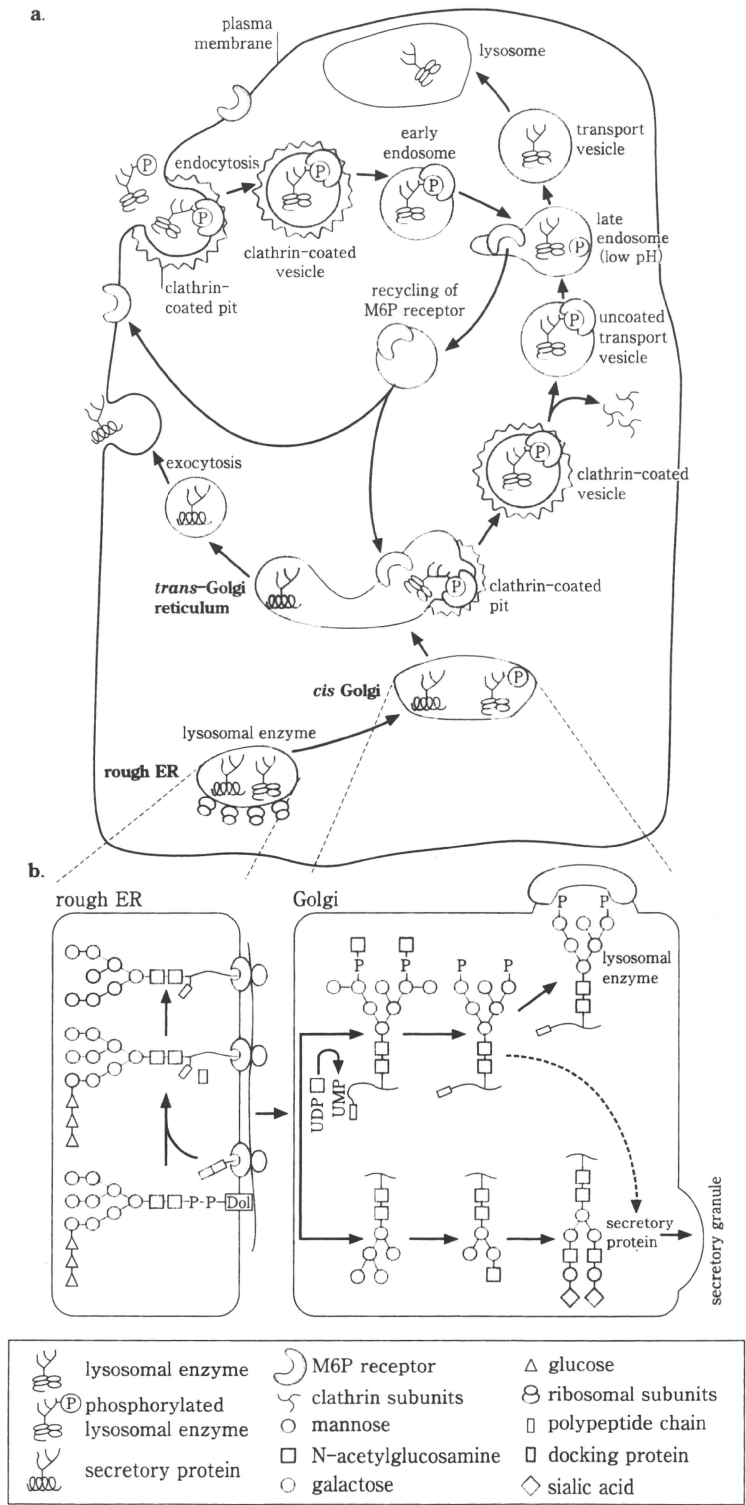 a.
plasma
membrane
lysosome
transport
vesicle
P
endocytosis
early
endosome
P
P
P
P
late
endosome
(low pH)
clathrin-coated
vesicle
clathrin-
coated pit
recycling of
M6P receptor
P
uncoated
transport
vesicle
exocytosis
P
clathrin-coated
vesicle
trans-Golgi
reticulum
P
clathrin-coated
pit
cis Golgi
P
lysosomal enzyme
rough ER
b.
rough ER
Golgi
P P
P P
P P
lysosomal
enzyme
UDP
UMP
P-P
Dol
secretory
protein
secretory granule
lysosomal enzyme
P
phosphorylated
lysosomal enzyme
secretory protein
M6P receptor
clathrin subunits
mannose
N-acetylglucosamine
galactose
glucose
ribosomal subunits
polypeptide chain
docking protein
sialic acid